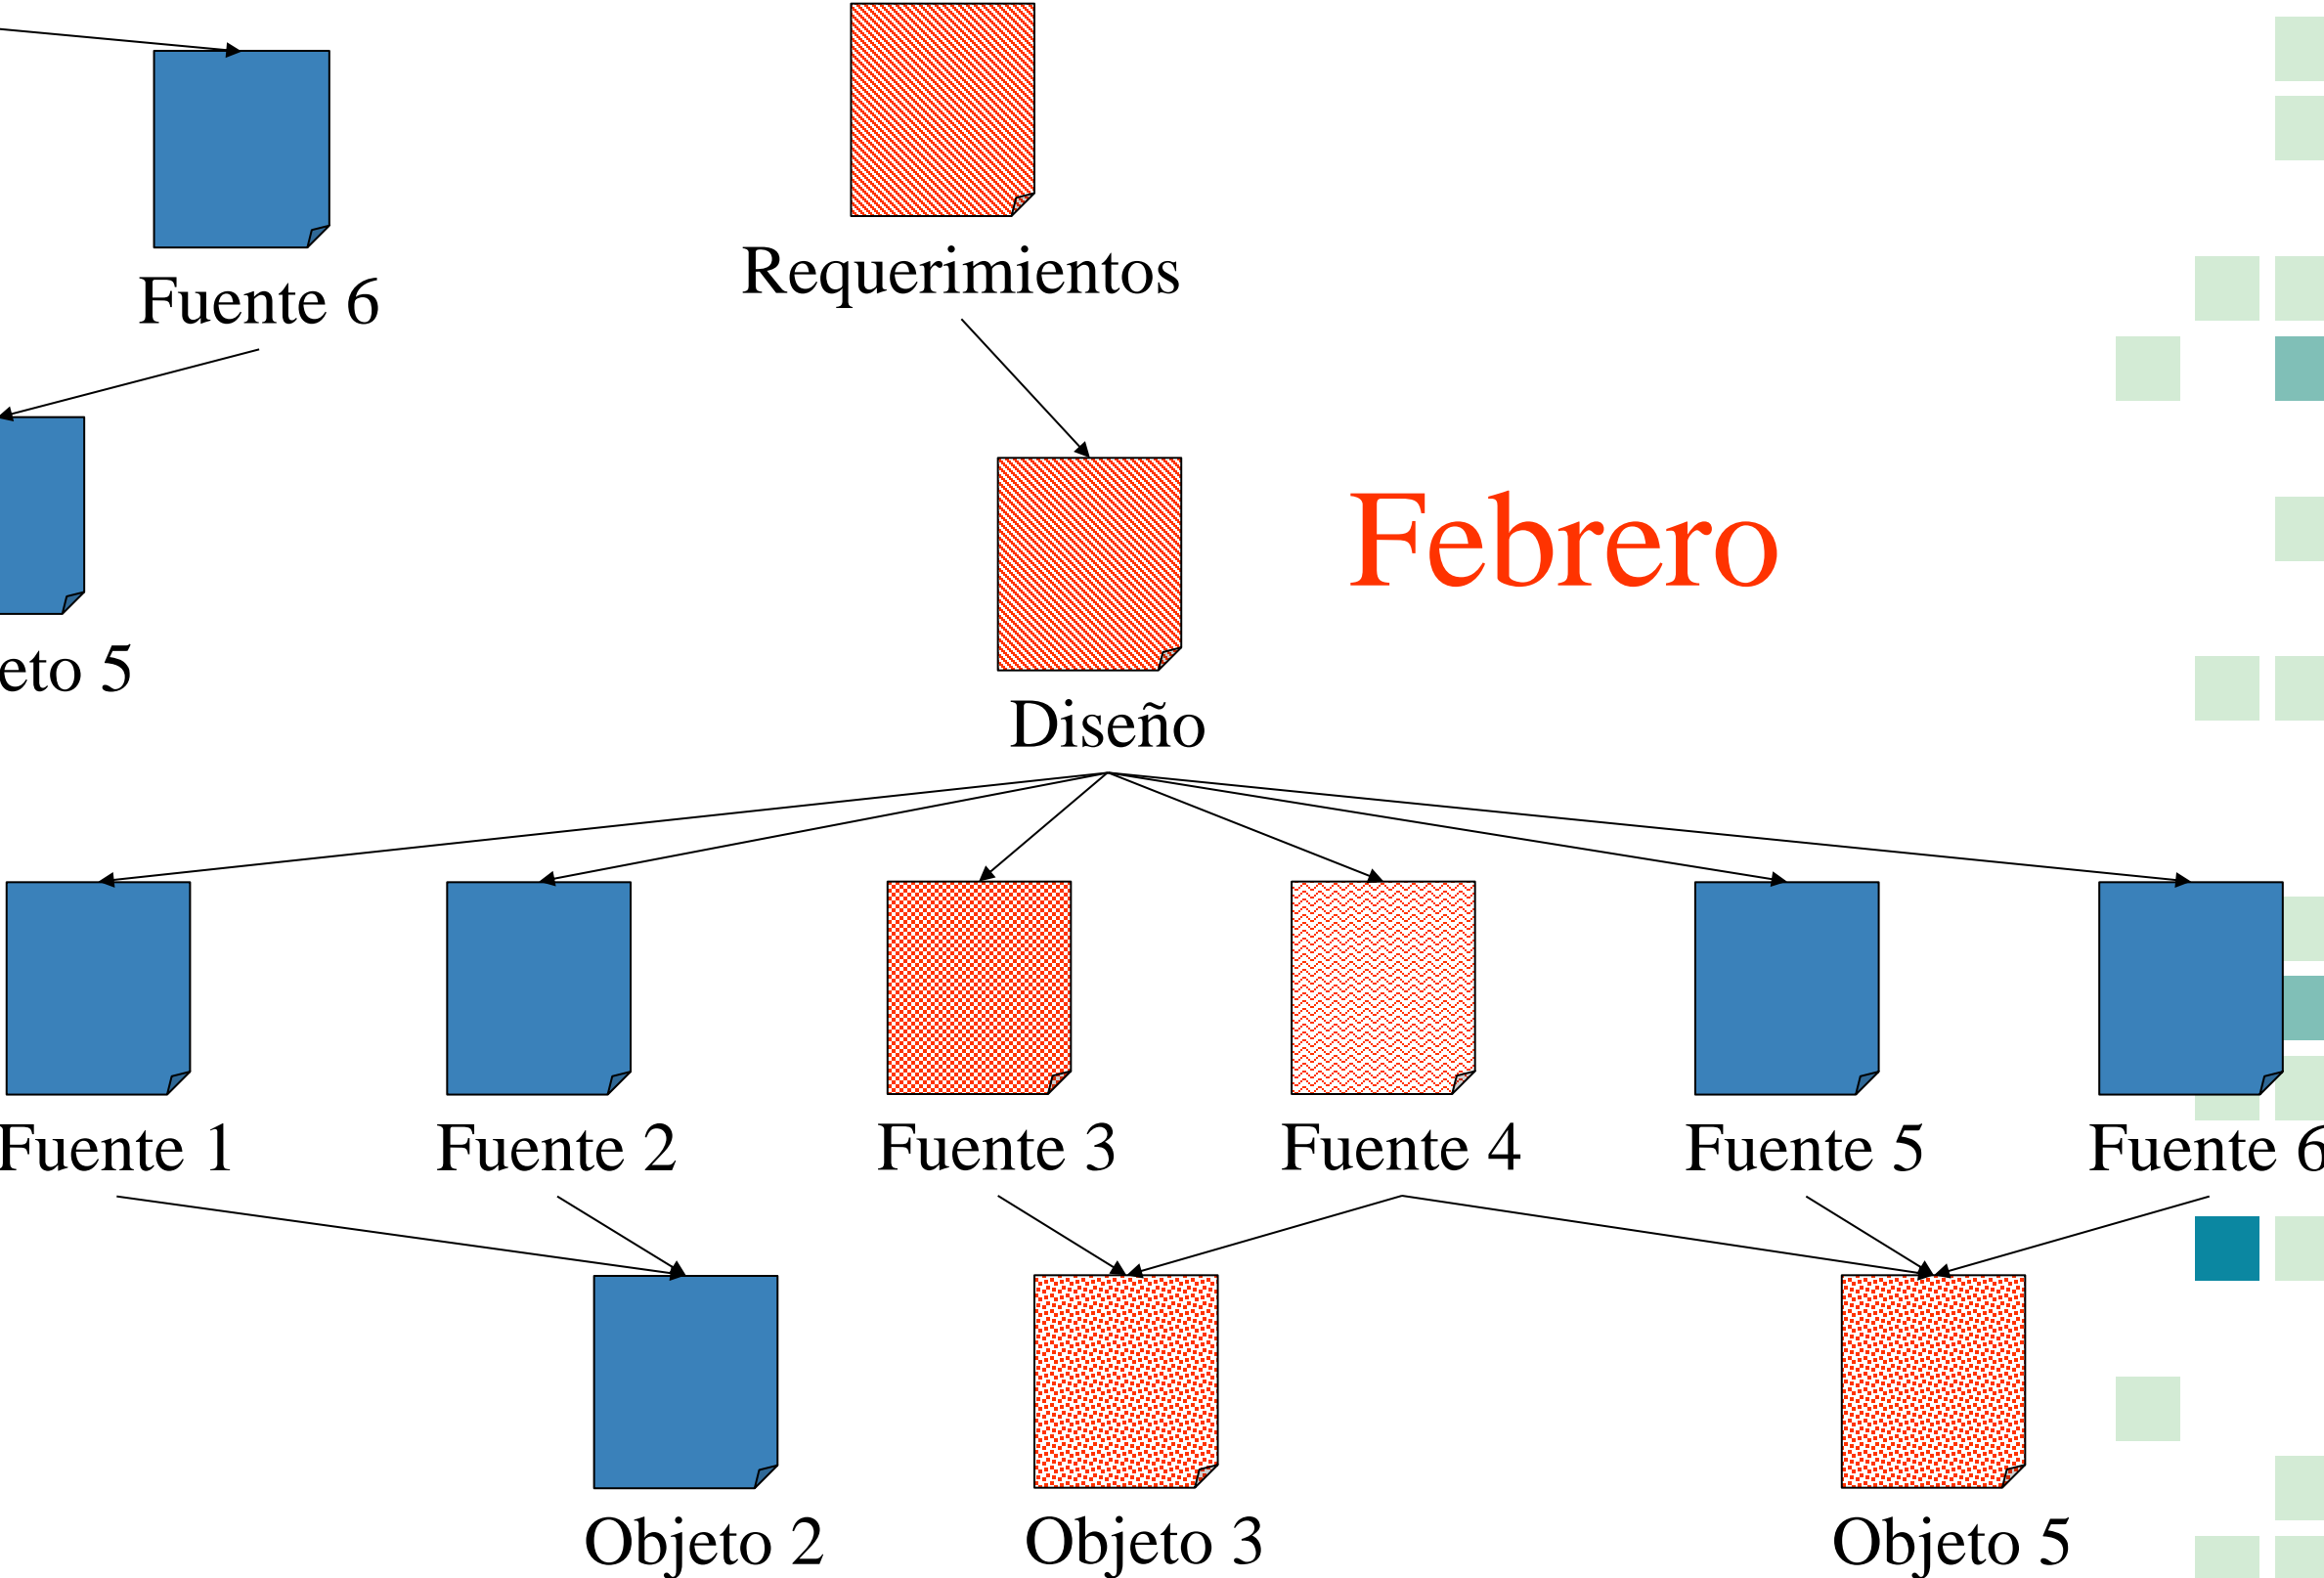 Fuente 6
Requerimientos
Febrero
eto 5
Diseño
Fuente 1
Fuente 2
Fuente 3
Fuente 4
Fuente 5
Fuente 6
Objeto 2
Objeto 3
Objeto 5